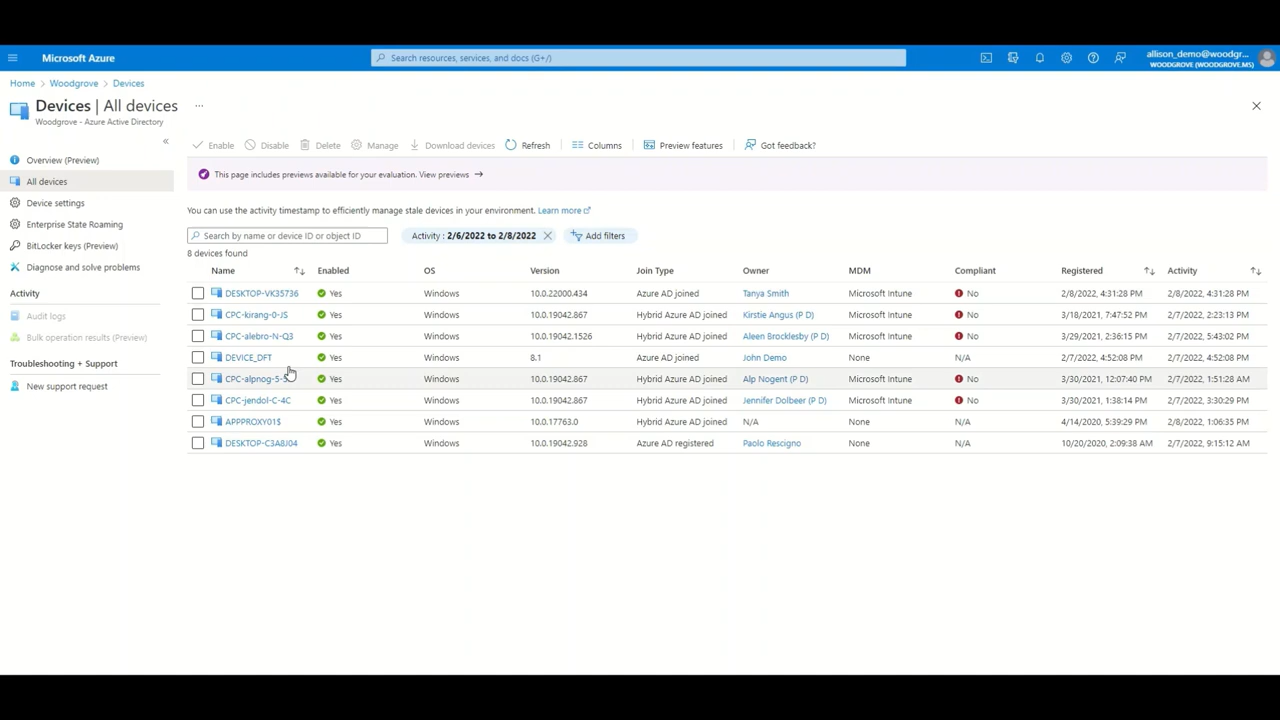 Microsoft Azure
Search resources, services, and docs (G+/)
allison_demo@woodgr...
WOODGROVE (WOODGROVE.MS)
Home > Woodgrove > Devices
Devices | All devices ...
Woodgrove - Azure Active Directory
Enable Disable Delete Manage Download devices Refresh Columns Preview features Got feedback?
Overview (Preview)
All devices
Device settings
Enterprise State Roaming
BitLocker keys (Preview)
Diagnose and solve problems
Activity
Audit logs
Bulk operation results (Preview)
Troubleshooting + Support
New support request
This page includes previews available for your evaluation. View previews →
You can use the activity timestamp to efficiently manage stale devices in your environment. Learn more
Search by name or device ID or object ID Activity : 2/6/2022 to 2/8/2022 Add filters
8 devices found
Name Enabled OS Version Join Type Owner MDM Compliant Registered Activity
DESKTOP-VK35736 Yes Windows 10.0.22000.434 Azure AD joined Tanya Smith Microsoft Intune No 2/8/2022, 4:31:28 PM 2/8/2022, 4:31:28 PM
CPC-kirang-0-JS Yes Windows 10.0.19042.867 Hybrid Azure AD joined Kirstie Angus (P D) Microsoft Intune No 3/18/2021, 7:47:52 PM 2/7/2022, 2:23:13 PM
CPC-alebro-N-Q3 Yes Windows 10.0.19042.1526 Hybrid Azure AD joined Aleen Brocklesby (P D) Microsoft Intune No 3/29/2021, 2:36:15 PM 2/7/2022, 5:43:00 PM
DEVICE_DFT Yes Windows 8.1 Azure AD joined John Demo None N/A 2/7/2022, 4:52:08 PM 2/7/2022, 4:52:08 PM
CPC-alpnog-5-5 Yes Windows 10.0.19042.867 Hybrid Azure AD joined Alp Nogent (P D) Microsoft Intune No 3/30/2021, 12:07:40 PM 2/7/2022, 1:51:28 AM
CPC-jendol-C-4C Yes Windows 10.0.19042.867 Hybrid Azure AD joined Jennifer Dolbeer (P D) Microsoft Intune No 3/30/2021, 1:38:14 PM 2/7/2022, 3:30:29 PM
APPPROXY01$ Yes Windows 10.0.17763.0 Hybrid Azure AD joined N/A None N/A 4/14/2020, 5:39:29 PM 2/8/2022, 1:06:35 PM
DESKTOP-C3A8J04 Yes Windows 10.0.19042.928 Azure AD registered Paolo Rescigno None N/A 10/20/2020, 2:09:38 AM 2/7/2022, 9:15:12 AM